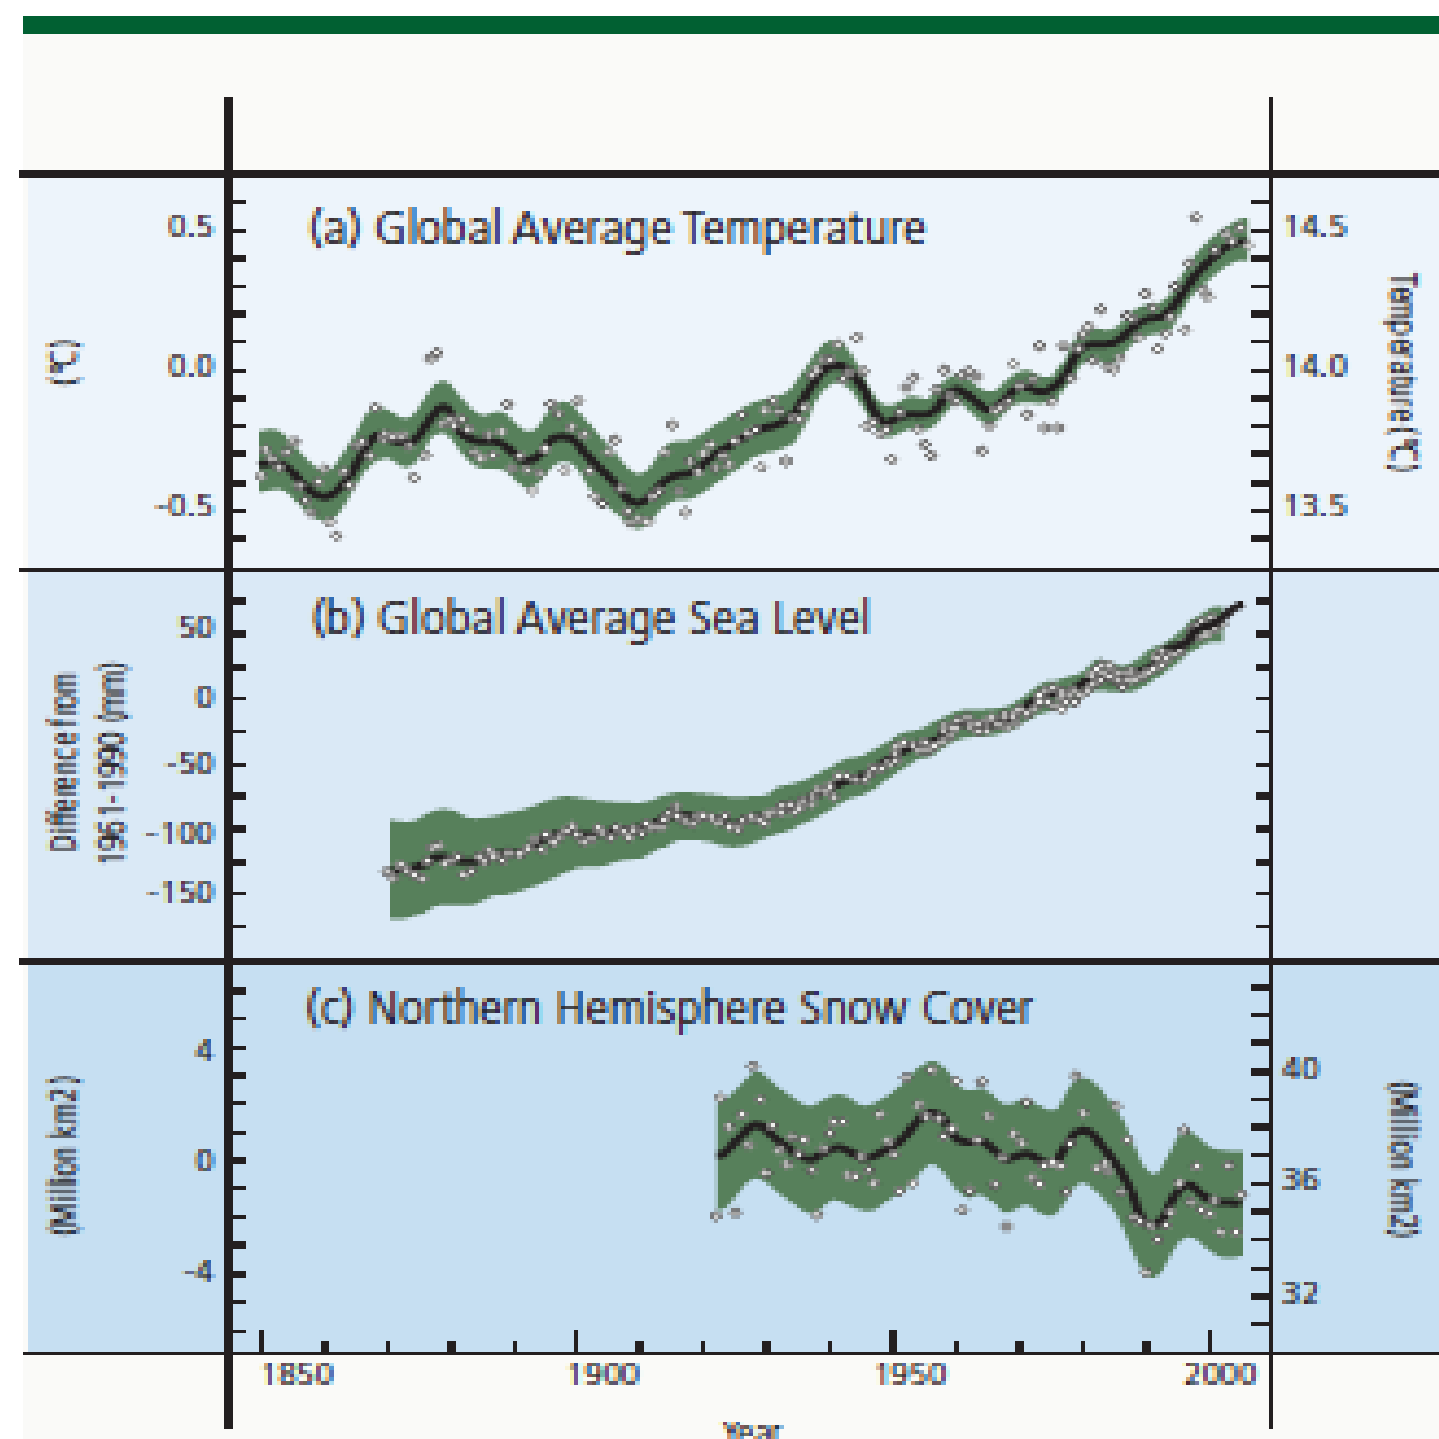 (a) Global Average Temperature
0.5
0.0
-0.5
(°C)
14.5
14.0
13.5
Temperature (°C)
(b) Global Average Sea Level
50
0
-50
-100
-150
Difference from
1961-1990 (mm)
(c) Northern Hemisphere Snow Cover
4
0
-4
(Million km2)
40
36
32
(Million km2)
1850
1900
1950
2000
Year